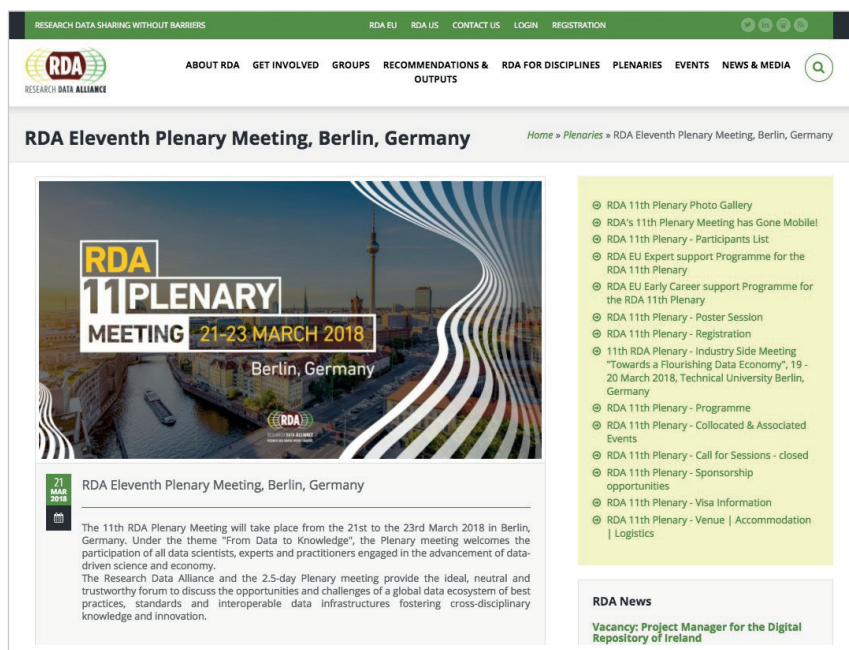 RESEARCH DATA SHARING WITHOUT BARRIERS
RDA EU RDA US CONTACT US LOGIN REGISTRATION
RDA
RESEARCH DATA ALLIANCE
ABOUT RDA GET INVOLVED GROUPS RECOMMENDATIONS & OUTPUTS RDA FOR DISCIPLINES PLENARIES EVENTS NEWS & MEDIA
RDA Eleventh Plenary Meeting, Berlin, Germany
Home » Plenaries » RDA Eleventh Plenary Meeting, Berlin, Germany
RDA
11 PLENARY
MEETING 21-23 MARCH 2018
Berlin, Germany
RDA
RESEARCH DATA ALLIANCE
21
MAR
2018
RDA Eleventh Plenary Meeting, Berlin, Germany
The 11th RDA Plenary Meeting will take place from the 21st to the 23rd March 2018 in Berlin,
Germany. Under the theme "From Data to Knowledge", the Plenary meeting welcomes the
participation of all data scientists, experts and practitioners engaged in the advancement of data-
driven science and economy.
The Research Data Alliance and the 2.5-day Plenary meeting provide the ideal, neutral and
trustworthy forum to discuss the opportunities and challenges of a global data ecosystem of best
practices, standards and interoperable data infrastructures fostering cross-disciplinary
knowledge and innovation.
RDA 11th Plenary Photo Gallery
RDA's 11th Plenary Meeting has Gone Mobile!
RDA 11th Plenary - Participants List
RDA EU Expert support Programme for the
RDA 11th Plenary
RDA EU Early Career support Programme for
the RDA 11th Plenary
RDA 11th Plenary - Poster Session
RDA 11th Plenary - Registration
11th RDA Plenary - Industry Side Meeting
"Towards a Flourishing Data Economy", 19 -
20 March 2018, Technical University Berlin,
Germany
RDA 11th Plenary - Programme
RDA 11th Plenary - Collocated & Associated
Events
RDA 11th Plenary - Call for Sessions - closed
RDA 11th Plenary - Sponsorship
opportunities
RDA 11th Plenary - Visa Information
RDA 11th Plenary - Venue | Accommodation
| Logistics
RDA News
Vacancy: Project Manager for the Digital
Repository of Ireland